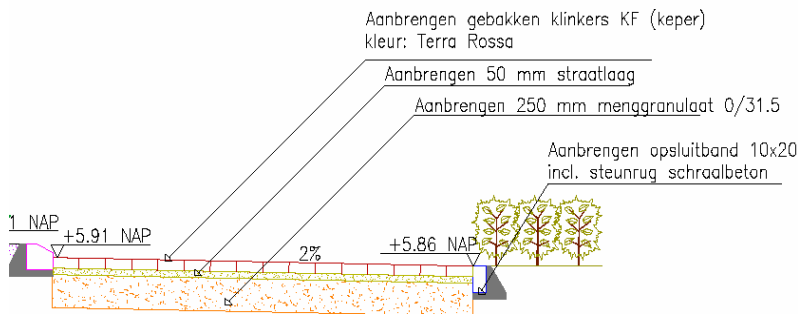 Aanbrengen gebakken klinkers KF (keper)
kleur: Terra Rossa
Aanbrengen 50 mm straatlaag
Aanbrengen 250 mm menggranulaat 0/31.5
Aanbrengen opsluitband 10x20
incl. steunrug schraalbeton
1 NAP
+5.91 NAP
2%
+5.86 NAP